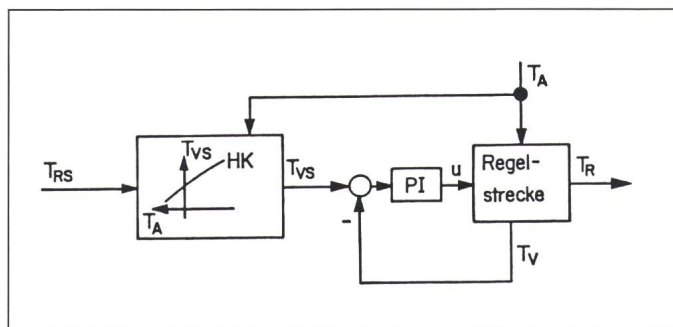 T_A
T_VS
HK
T_A
T_RS
T_VS
-
PI
u
Regel-
strecke
T_R
T_V